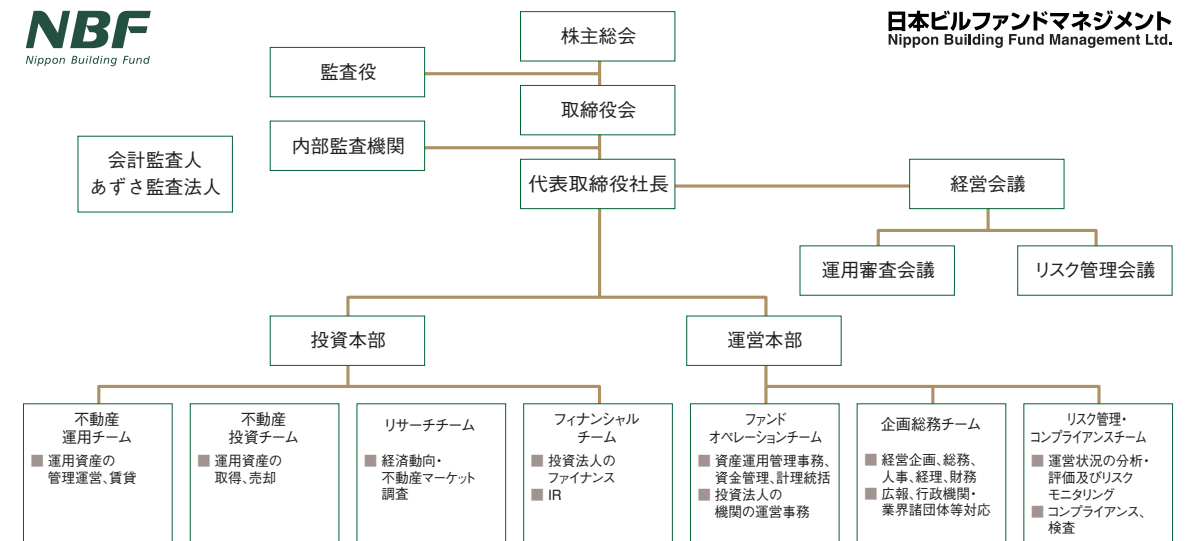 NBF
Nippon Building Fund
日本ビルファンドマネジメント
Nippon Building Fund Management Ltd.
株主総会
監査役
取締役会
内部監査機関
会計監査人
あずさ監査法人
代表取締役社長
経営会議
運用審査会議
リスク管理会議
投資本部
運営本部
不動産
運用チーム
■ 運用資産の
管理運営、賃貸
不動産
投資チーム
■ 運用資産の
取得、売却
リサーチチーム
■ 経済動向・
不動産マーケット
調査
フィナンシャル
チーム
■ 投資法人の
ファイナンス
■ IR
ファンド
オペレーションチーム
■ 資産運用管理事務、
資金管理、計理統括
■ 投資法人の
機関の運営事務
企画総務チーム
■ 経営企画、総務、
人事、経理、財務
■ 広報、行政機関・
業界諸団体等対応
リスク管理・
コンプライアンスチーム
■ 運営状況の分析・
評価及びリスク
モニタリング
■ コンプライアンス、
検査